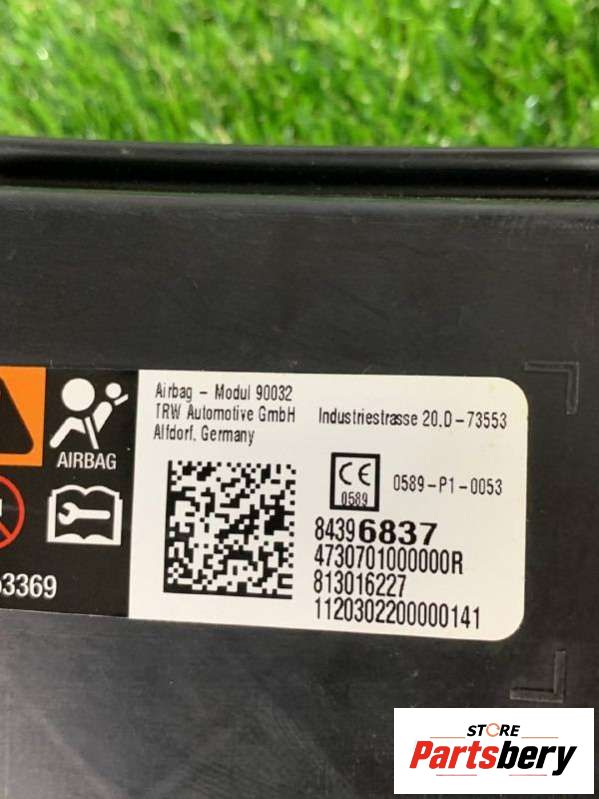 Airbag – Modul 90032
TRW Automotive GmbH
Alfdorf, Germany
Industriestrasse 20.D-73553
AIRBAG
CE
0589
0589-P1-0053
84396837
4730701000000R
813016227
1120302200000141
3369
STORE
Partsbery